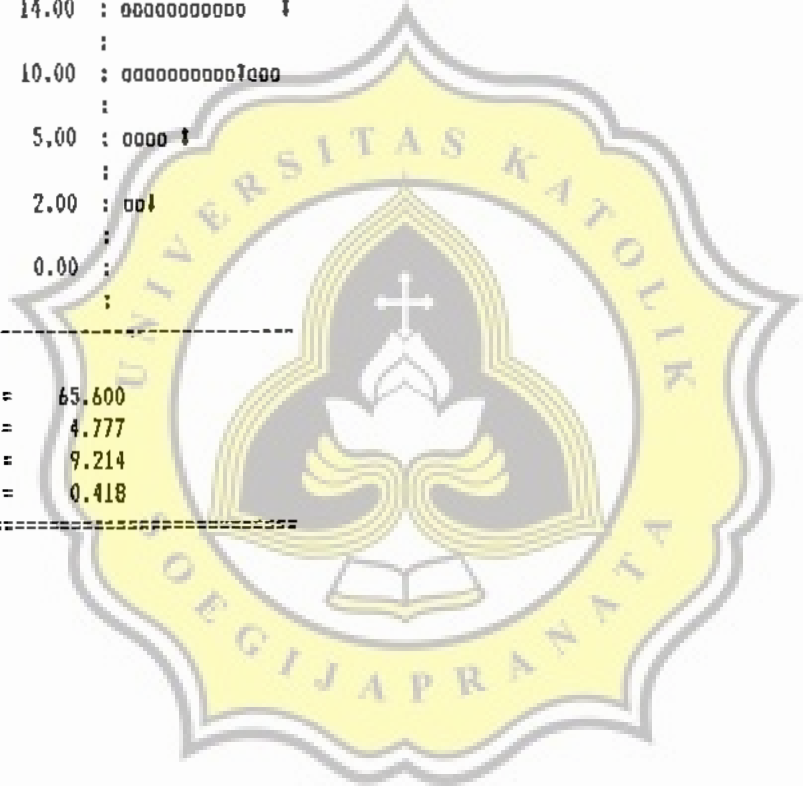 14.00 : ooooooooooo
:
10.00 : oooooooooo ooo
:
5.00 : oooo
:
2.00 : oo
:
0.00 :
:
----------------------
= 65.600
= 4.777
= 9.214
= 0.418
======================
UNIVERSITAS KATOLIK
SOEGIJAPRANATA